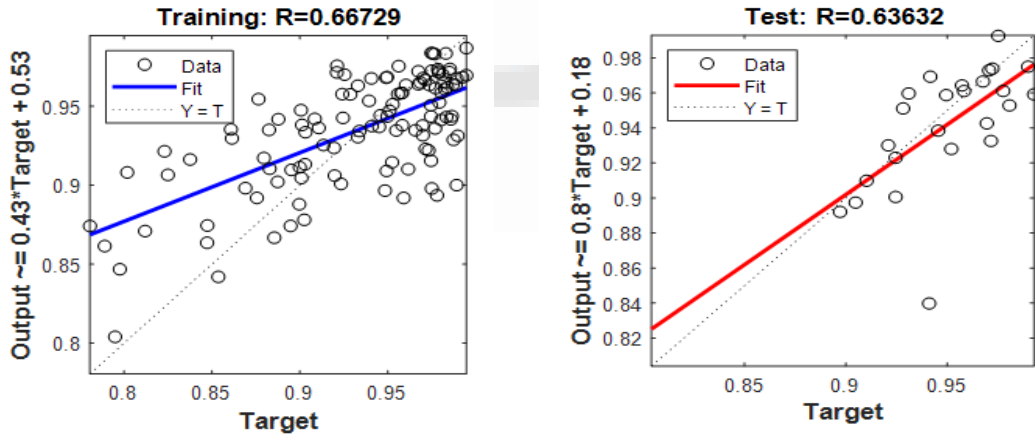 Training: R=0.66729
Output ~= 0.43*Target + 0.53
Data
Fit
Y = T
0.95
0.9
0.85
0.8
0.8
0.85
0.9
0.95
Target
Test: R=0.63632
Output ~= 0.8*Target + 0.18
Data
Fit
Y = T
0.98
0.96
0.94
0.92
0.9
0.88
0.86
0.84
0.82
0.85
0.9
0.95
Target